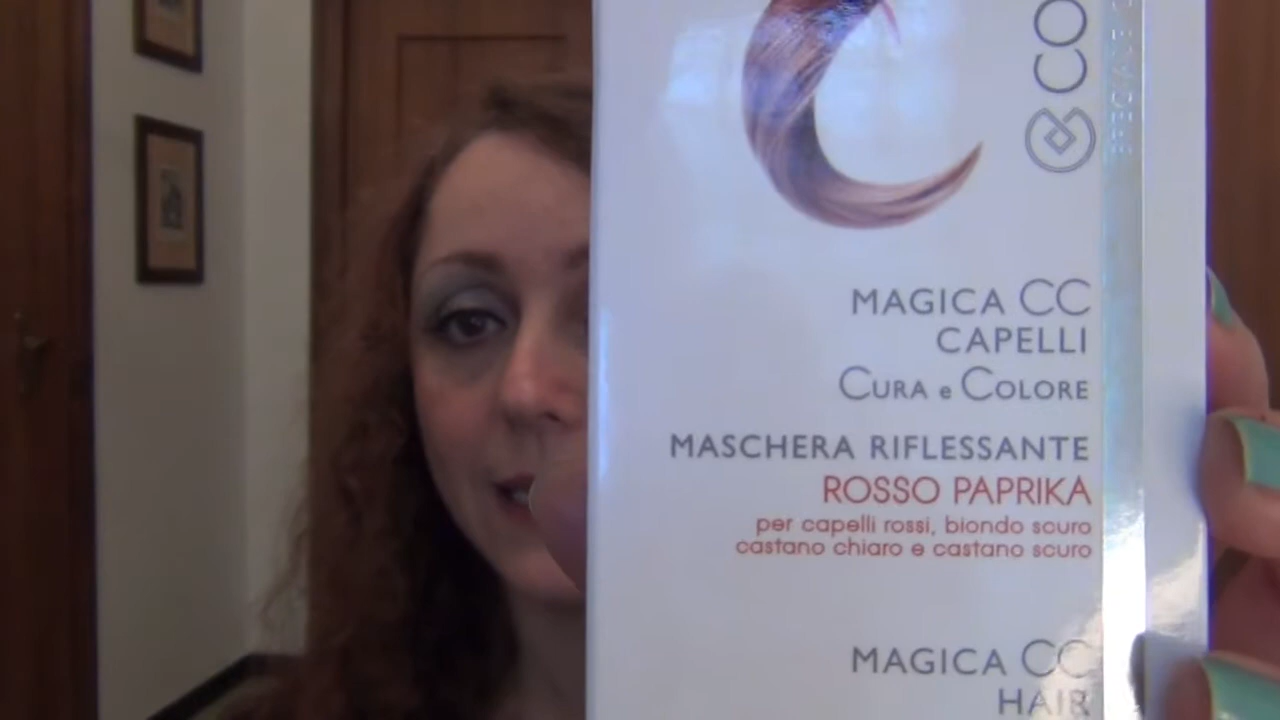 CO
MAGICA CC
CAPELLI
CURA e COLORE
MASCHERA RIFLESSANTE
ROSSO PAPRIKA
per capelli rossi, biondo scuro
castano chiaro e castano scuro
MAGICA CC
HAIR